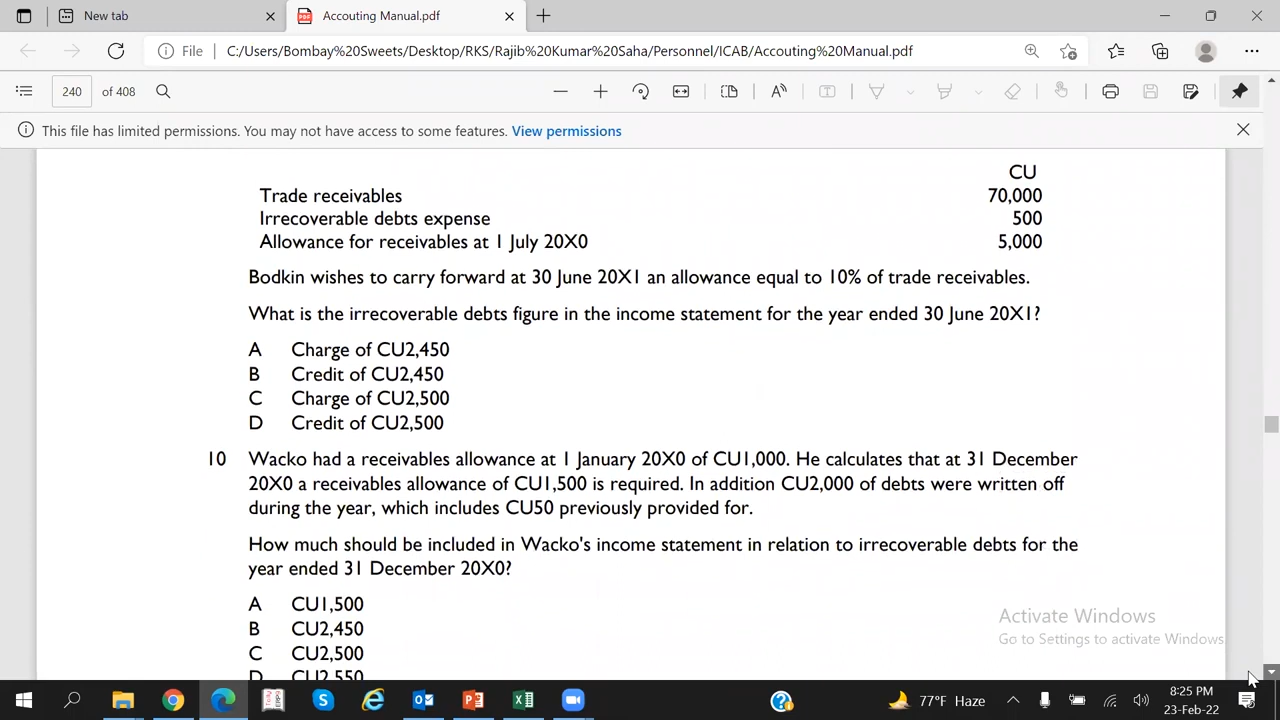 New tab
Accouting Manual.pdf
File
C:/Users/Bombay%20Sweets/Desktop/RKS/Rajib%20Kumar%20Saha/Personnel/ICAB/Accouting%20Manual.pdf
240 of 408
This file has limited permissions. You may not have access to some features. View permissions
CU
Trade receivables 70,000
Irrecoverable debts expense 500
Allowance for receivables at 1 July 20X0 5,000
Bodkin wishes to carry forward at 30 June 20X1 an allowance equal to 10% of trade receivables.
What is the irrecoverable debts figure in the income statement for the year ended 30 June 20X1?
A Charge of CU2,450
B Credit of CU2,450
C Charge of CU2,500
D Credit of CU2,500
10 Wacko had a receivables allowance at 1 January 20X0 of CU1,000. He calculates that at 31 December
20X0 a receivables allowance of CU1,500 is required. In addition CU2,000 of debts were written off
during the year, which includes CU50 previously provided for.
How much should be included in Wacko's income statement in relation to irrecoverable debts for the
year ended 31 December 20X0?
A CU1,500
B CU2,450
C CU2,500
D CU2,550
Activate Windows
Go to Settings to activate Windows.
77°F Haze
8:25 PM
23-Feb-22